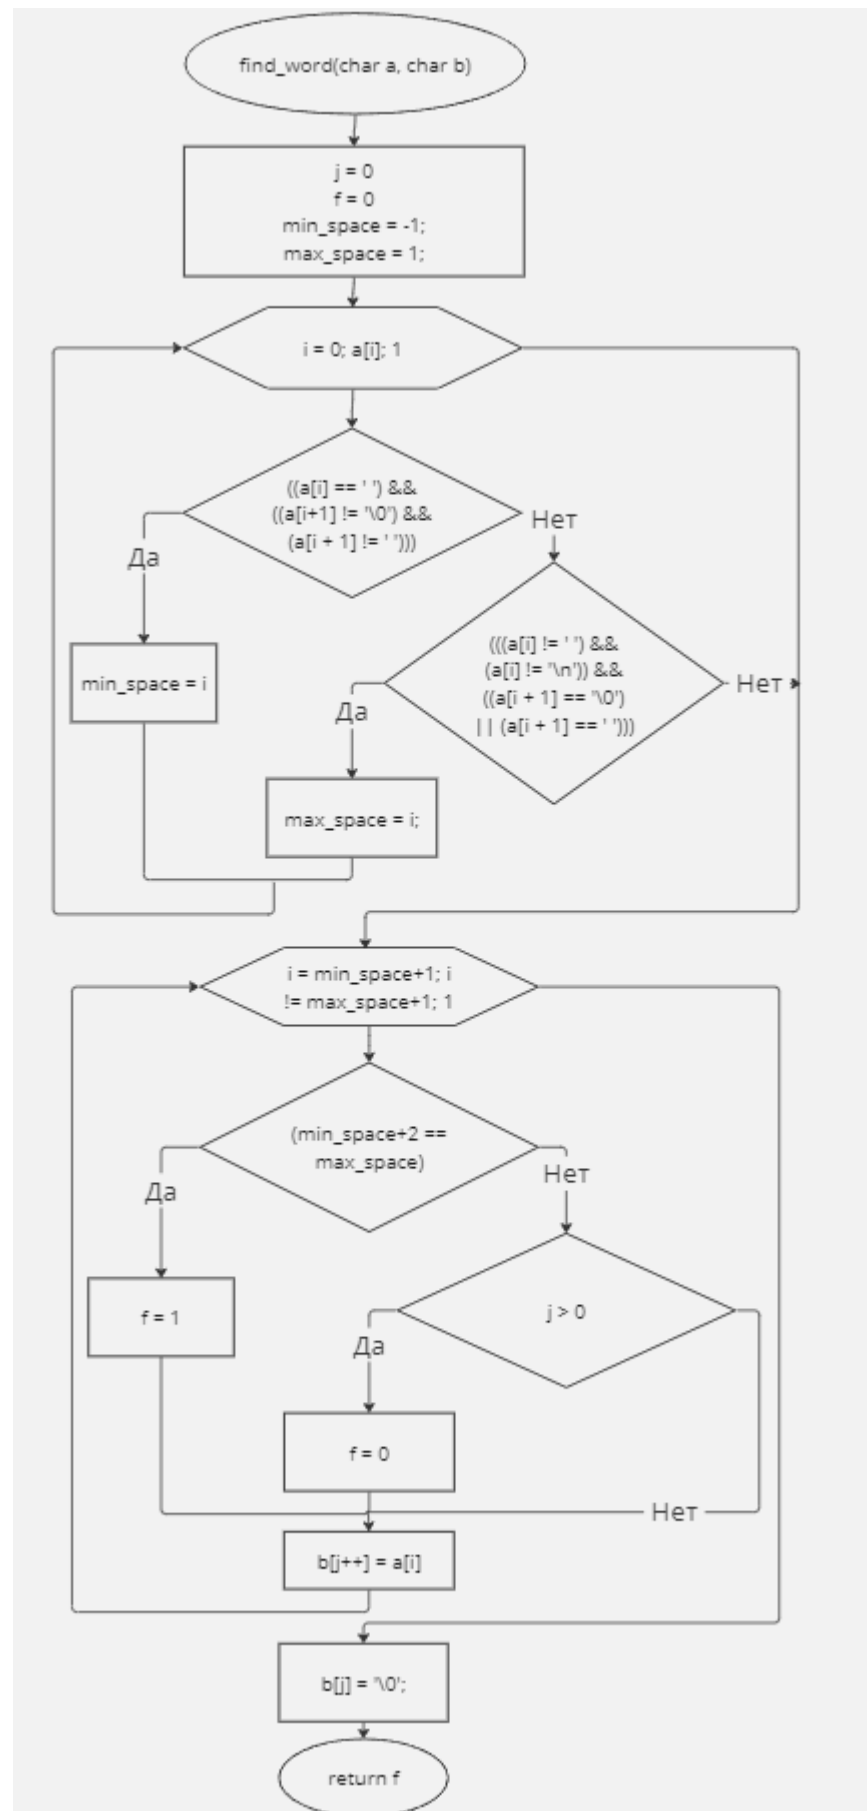 find_word(char a, char b)
j = 0
f = 0
min_space = -1;
max_space = 1;
i = 0; a[i]; 1
((a[i] == ' ') &&
((a[i+1] != '\0') &&
(a[i + 1] != ' ')))
Да
Нет
min_space = i
(((a[i] != ' ') &&
(a[i] != '\n')) &&
((a[i + 1] == '\0')
|| (a[i + 1] == ' ')))
Да
Нет
max_space = i;
i = min_space+1; i
!= max_space+1; 1
(min_space+2 ==
max_space)
Да
Нет
f = 1
j > 0
Да
f = 0
Нет
b[j++] = a[i]
b[j] = '\0';
return f